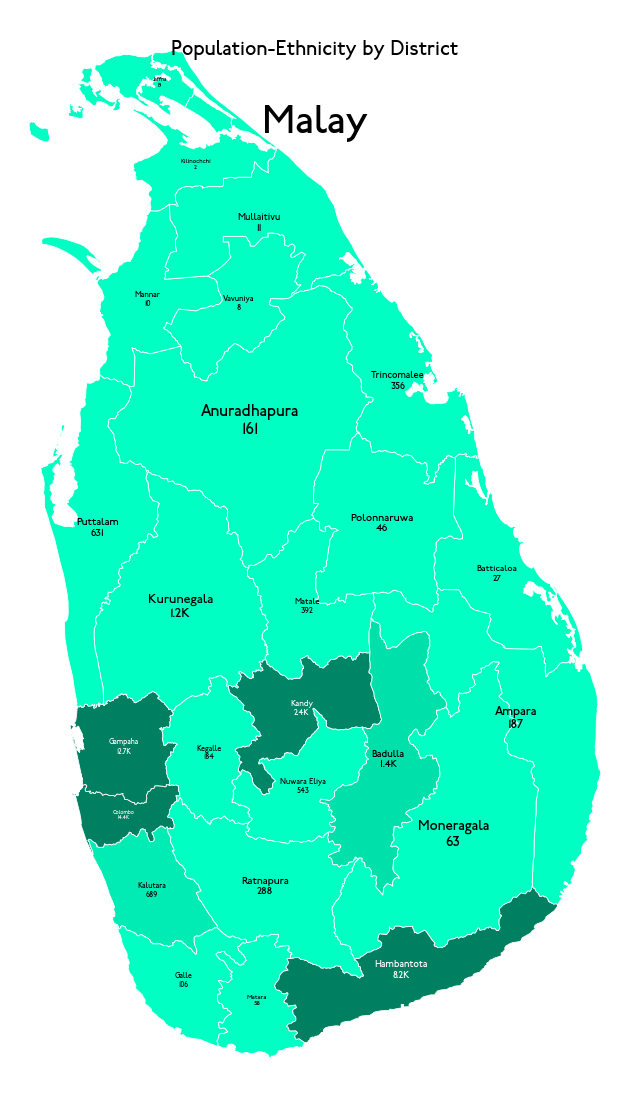 Population-Ethnicity by District
Malay
Jaffna
Kilinochchi
2
Mullaitivu
11
Mannar
10
Vavuniya
8
Trincomalee
356
Anuradhapura
161
Puttalam
631
Polonnaruwa
46
Batticaloa
27
Kurunegala
1.2K
Matale
392
Kandy
2.4K
Ampara
187
Gampaha
12.7K
Kegalle
184
Badulla
1.4K
Nuwara Eliya
543
Colombo
14.4K
Moneragala
63
Kalutara
689
Ratnapura
288
Hambantota
8.2K
Galle
106
Matara